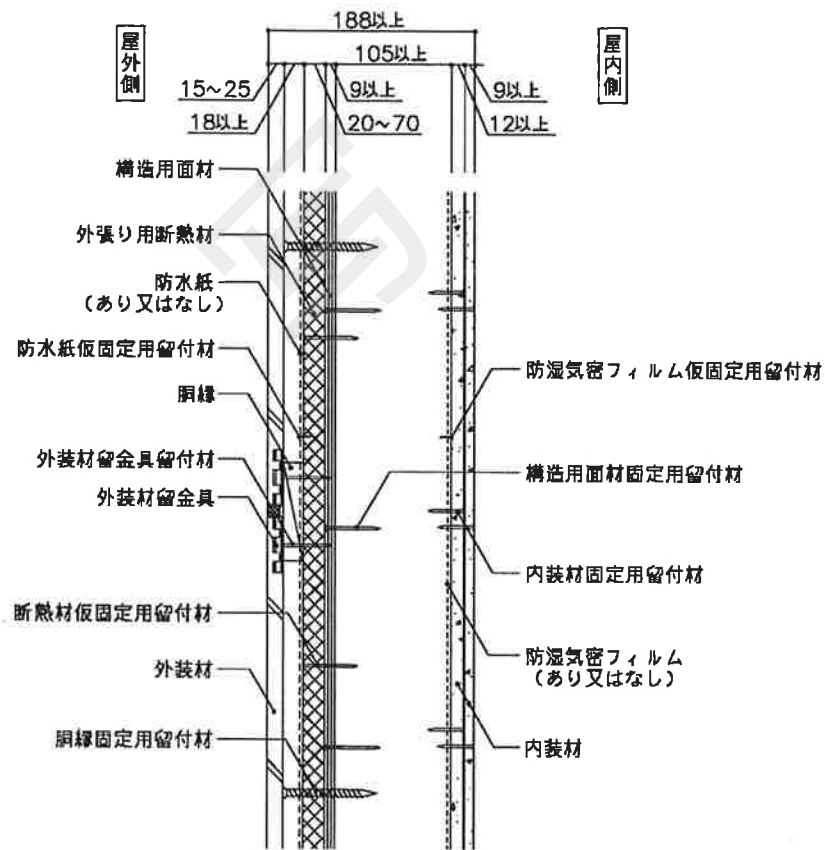 188以上
屋外側
105以上
屋内側
15~25
9以上
9以上
18以上
20~70
12以上
構造用面材
外張り用断熱材
防水紙
(あり又はなし)
防水紙仮固定用留付材
防湿気密フィルム仮固定用留付材
胴縁
外装材留金具留付材
構造用面材固定用留付材
外装材留金具
内装材固定用留付材
断熱材仮固定用留付材
防湿気密フィルム
(あり又はなし)
外装材
胴縁固定用留付材
内装材
写